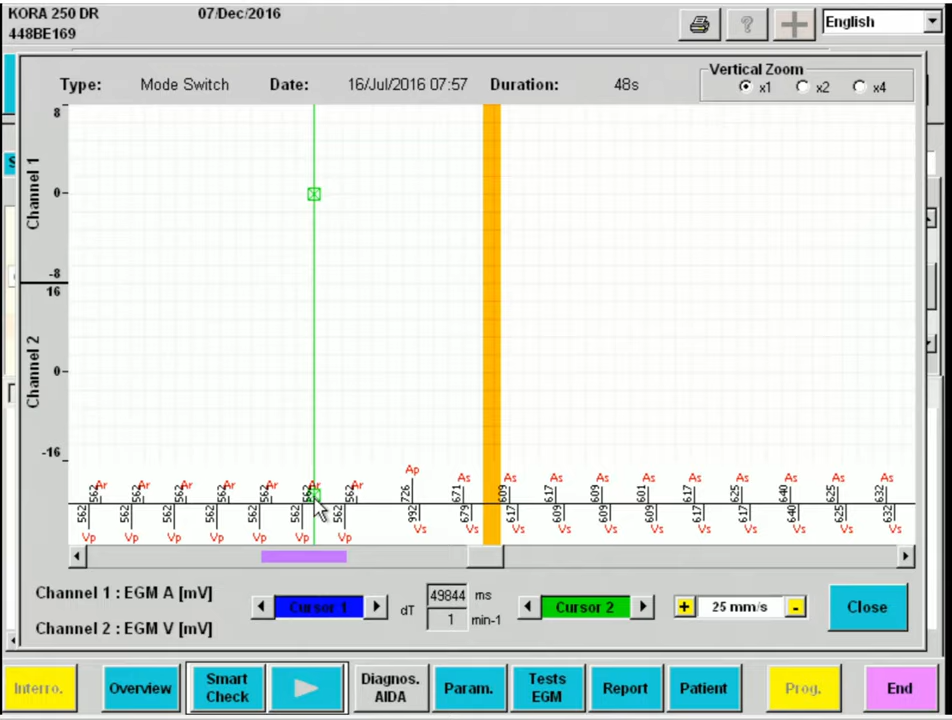 KORA 250 DR 07/Dec/2016 English
448BE169
Vertical Zoom
Type: Mode Switch Date: 16/Jul/2016 07:57 Duration: 48s x1 x2 x4
8
Channel 1
0
-8
16
Channel 2
0
-16
Ar Ar Ar Ar Ar Ar Ar Ap As As As As As As As As As As
562 562 562 562 562 562 726 671 609 617 609 601 617 625 640 625 632
562 562 562 562 562 562 562 992 679 617 609 609 609 617 625 640 625 632
Vp Vp Vp Vp Vp Vp Vp Vs Vs Vs Vs Vs Vs Vs Vs Vs Vs Vs
Channel 1 : EGM A [mV]
Cursor 1 dT 49844 ms Cursor 2 + 25 mm/s - Close
1 min-1
Channel 2 : EGM V [mV]
Interro. Overview Smart Check Diagnos. AIDA Param. Tests EGM Report Patient Prog. End